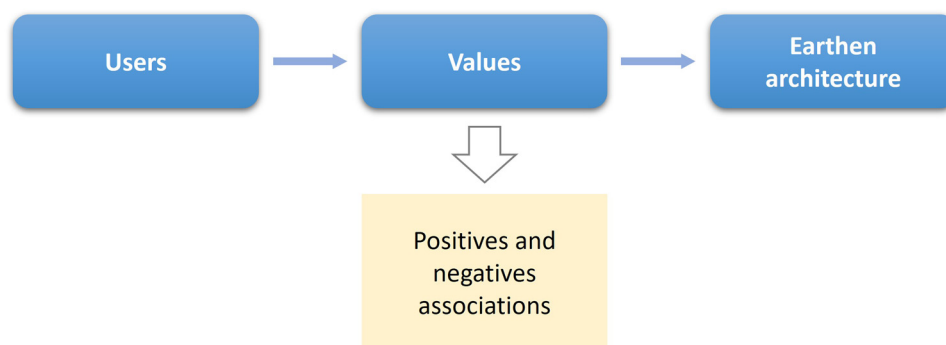 Users
Values
Earthen
architecture
Positives and
negatives
associations